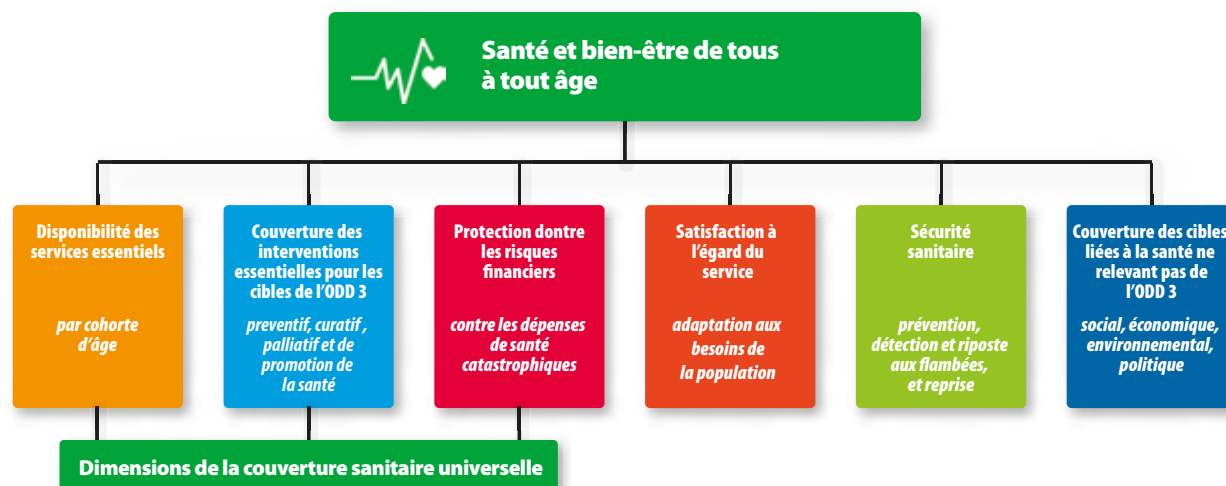 Santé et bien-être de tous
à tout âge
Disponibilité des
services essentiels
par cohorte
d'âge
Couverture des
interventions
essentielles pour les
cibles de l'ODD 3
preventif, curatif ,
palliatif et de
promotion de
la santé
Protection dontre
les risques
financiers
contre les dépenses
de santé
catastrophiques
Satisfaction à
l'égard du
service
adaptation aux
besoins de
la population
Sécurité
sanitaire
prévention,
détection et riposte
aux flambées,
et reprise
Couverture des cibles
liées à la santé ne
relevant pas de
l'ODD 3
social, économique,
environnemental,
politique
Dimensions de la couverture sanitaire universelle